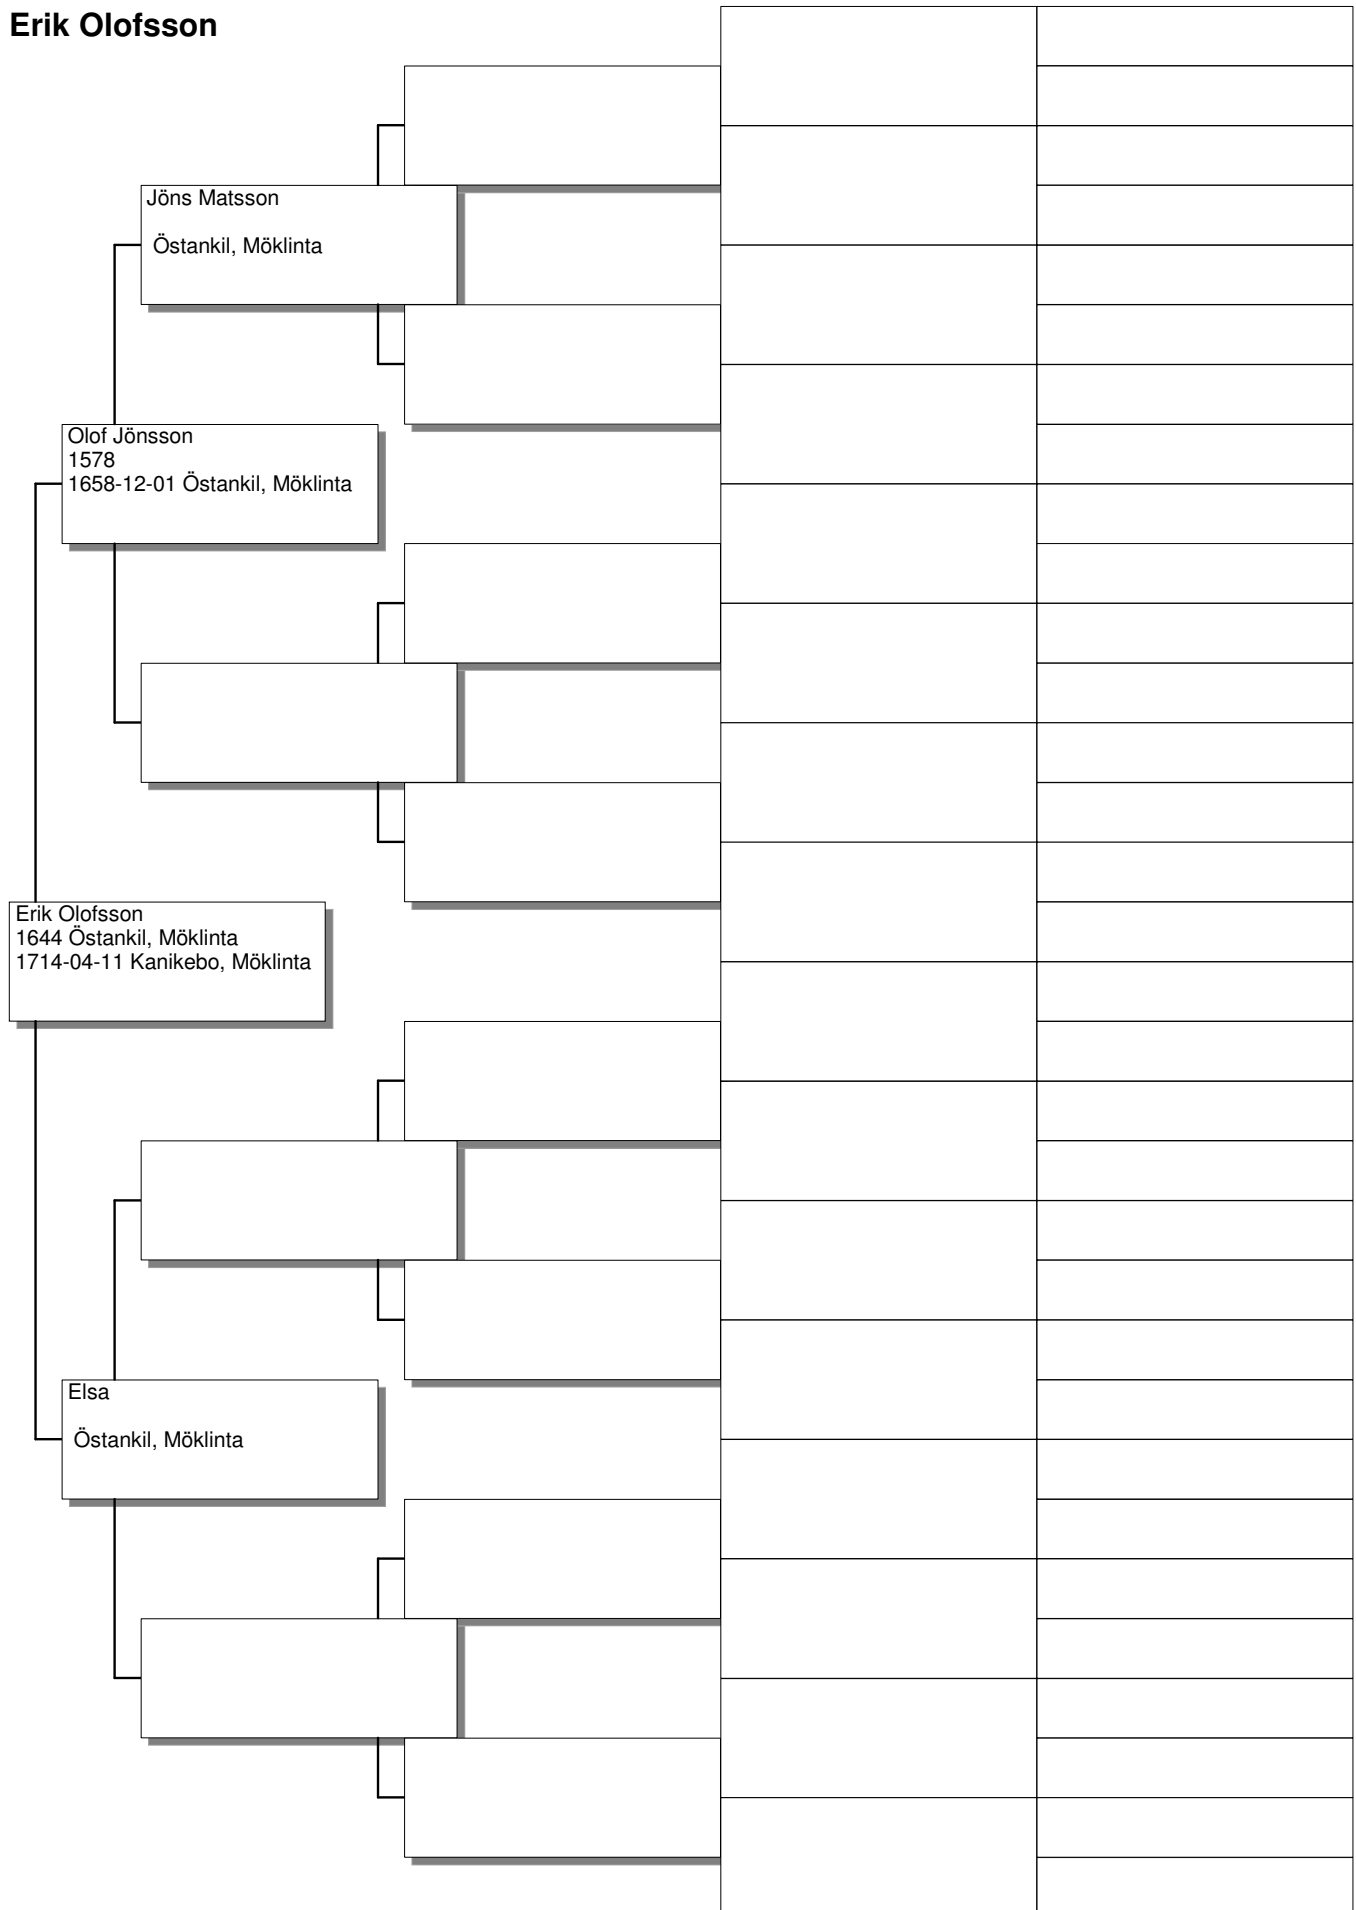 Erik Olofsson
Jöns Matsson
Östankil, Möklinta
Olof Jönsson
1578
1658-12-01 Östankil, Möklinta
Erik Olofsson
1644 Östankil, Möklinta
1714-04-11 Kanikebo, Möklinta
Elsa
Östankil, Möklinta